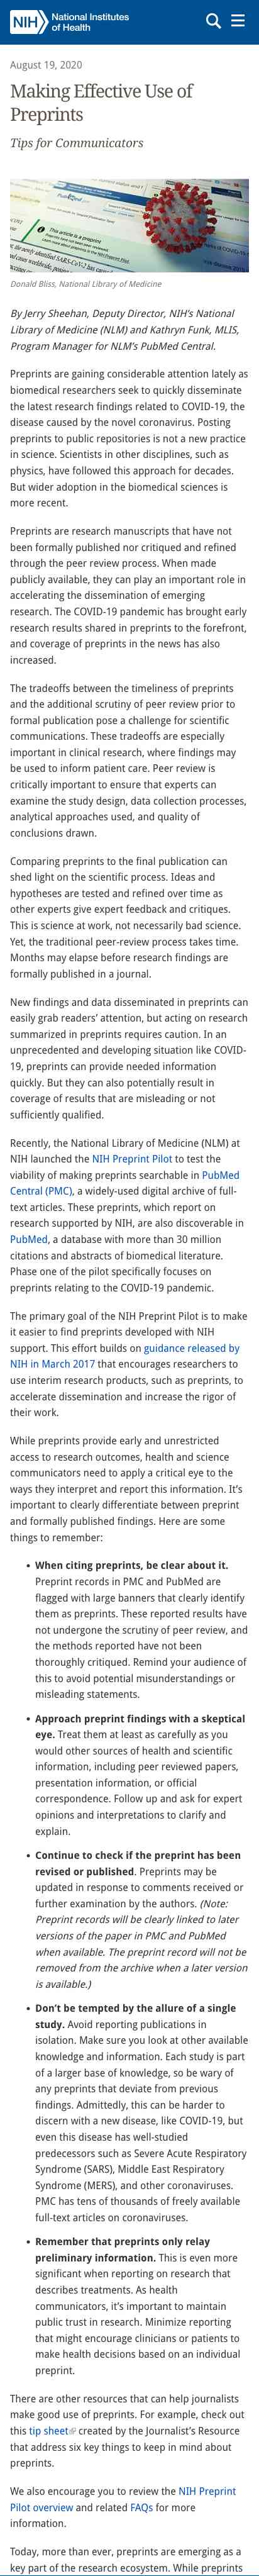 NIH National Institutes
of Health
August 19, 2020
Making Effective Use of
Preprints
Tips for Communicators
Donald Bliss, National Library of Medicine
By Jerry Sheehan, Deputy Director, NIH’s National
Library of Medicine (NLM) and Kathryn Funk, MLIS,
Program Manager for NLM’s PubMed Central.
Preprints are gaining considerable attention lately as
biomedical researchers seek to quickly disseminate
the latest research findings related to COVID-19, the
disease caused by the novel coronavirus. Posting
preprints to public repositories is not a new practice
in science. Scientists in other disciplines, such as
physics, have followed this approach for decades.
But wider adoption in the biomedical sciences is
more recent.
Preprints are research manuscripts that have not
been formally published nor critiqued and refined
through the peer review process. When made
publicly available, they can play an important role in
accelerating the dissemination of emerging
research. The COVID-19 pandemic has brought early
research results shared in preprints to the forefront,
and coverage of preprints in the news has also
increased.
The tradeoffs between the timeliness of preprints
and the additional scrutiny of peer review prior to
formal publication pose a challenge for scientific
communications. These tradeoffs are especially
important in clinical research, where findings may
be used to inform patient care. Peer review is
critically important to ensure that experts can
examine the study design, data collection processes,
analytical approaches used, and quality of
conclusions drawn.
Comparing preprints to the final publication can
shed light on the scientific process. Ideas and
hypotheses are tested and refined over time as
other experts give expert feedback and critiques.
This is science at work, not necessarily bad science.
Yet, the traditional peer-review process takes time.
Months may elapse before research findings are
formally published in a journal.
New findings and data disseminated in preprints can
easily grab readers’ attention, but acting on research
summarized in preprints requires caution. In an
unprecedented and developing situation like COVID-
19, preprints can provide needed information
quickly. But they can also potentially result in
coverage of results that are misleading or not
sufficiently qualified.
Recently, the National Library of Medicine (NLM) at
NIH launched the NIH Preprint Pilot to test the
viability of making preprints searchable in PubMed
Central (PMC), a widely-used digital archive of full-
text articles. These preprints, which report on
research supported by NIH, are also discoverable in
PubMed, a database with more than 30 million
citations and abstracts of biomedical literature.
Phase one of the pilot specifically focuses on
preprints relating to the COVID-19 pandemic.
The primary goal of the NIH Preprint Pilot is to make
it easier to find preprints developed with NIH
support. This effort builds on guidance released by
NIH in March 2017 that encourages researchers to
use interim research products, such as preprints, to
accelerate dissemination and increase the rigor of
their work.
While preprints provide early and unrestricted
access to research outcomes, health and science
communicators need to apply a critical eye to the
ways they interpret and report this information. It’s
important to clearly differentiate between preprint
and formally published findings. Here are some
things to remember:
• When citing preprints, be clear about it.
Preprint records in PMC and PubMed are
flagged with large banners that clearly identify
them as preprints. These reported results have
not undergone the scrutiny of peer review, and
the methods reported have not been
thoroughly critiqued. Remind your audience of
this to avoid potential misunderstandings or
misleading statements.
• Approach preprint findings with a skeptical
eye. Treat them at least as carefully as you
would other sources of health and scientific
information, including peer reviewed papers,
presentation information, or official
correspondence. Follow up and ask for expert
opinions and interpretations to clarify and
explain.
• Continue to check if the preprint has been
revised or published. Preprints may be
updated in response to comments received or
further examination by the authors. (Note:
Preprint records will be clearly linked to later
versions of the paper in PMC and PubMed
when available. The preprint record will not be
removed from the archive when a later version
is available.)
• Don’t be tempted by the allure of a single
study. Avoid reporting publications in
isolation. Make sure you look at other available
knowledge and information. Each study is part
of a larger base of knowledge, so be wary of
any preprints that deviate from previous
findings. Admittedly, this can be harder to
discern with a new disease, like COVID-19, but
even this disease has well-studied
predecessors such as Severe Acute Respiratory
Syndrome (SARS), Middle East Respiratory
Syndrome (MERS), and other coronaviruses.
PMC has tens of thousands of freely available
full-text articles on coronaviruses.
• Remember that preprints only relay
preliminary information. This is even more
significant when reporting on research that
describes treatments. As health
communicators, it’s important to maintain
public trust in research. Minimize reporting
that might encourage clinicians or patients to
make health decisions based on an individual
preprint.
There are other resources that can help journalists
make good use of preprints. For example, check out
this tip sheet created by the Journalist’s Resource
that address six key things to keep in mind about
preprints.
We also encourage you to review the NIH Preprint
Pilot overview and related FAQs for more
information.
Today, more than ever, preprints are emerging as a
key part of the research ecosystem. While preprints